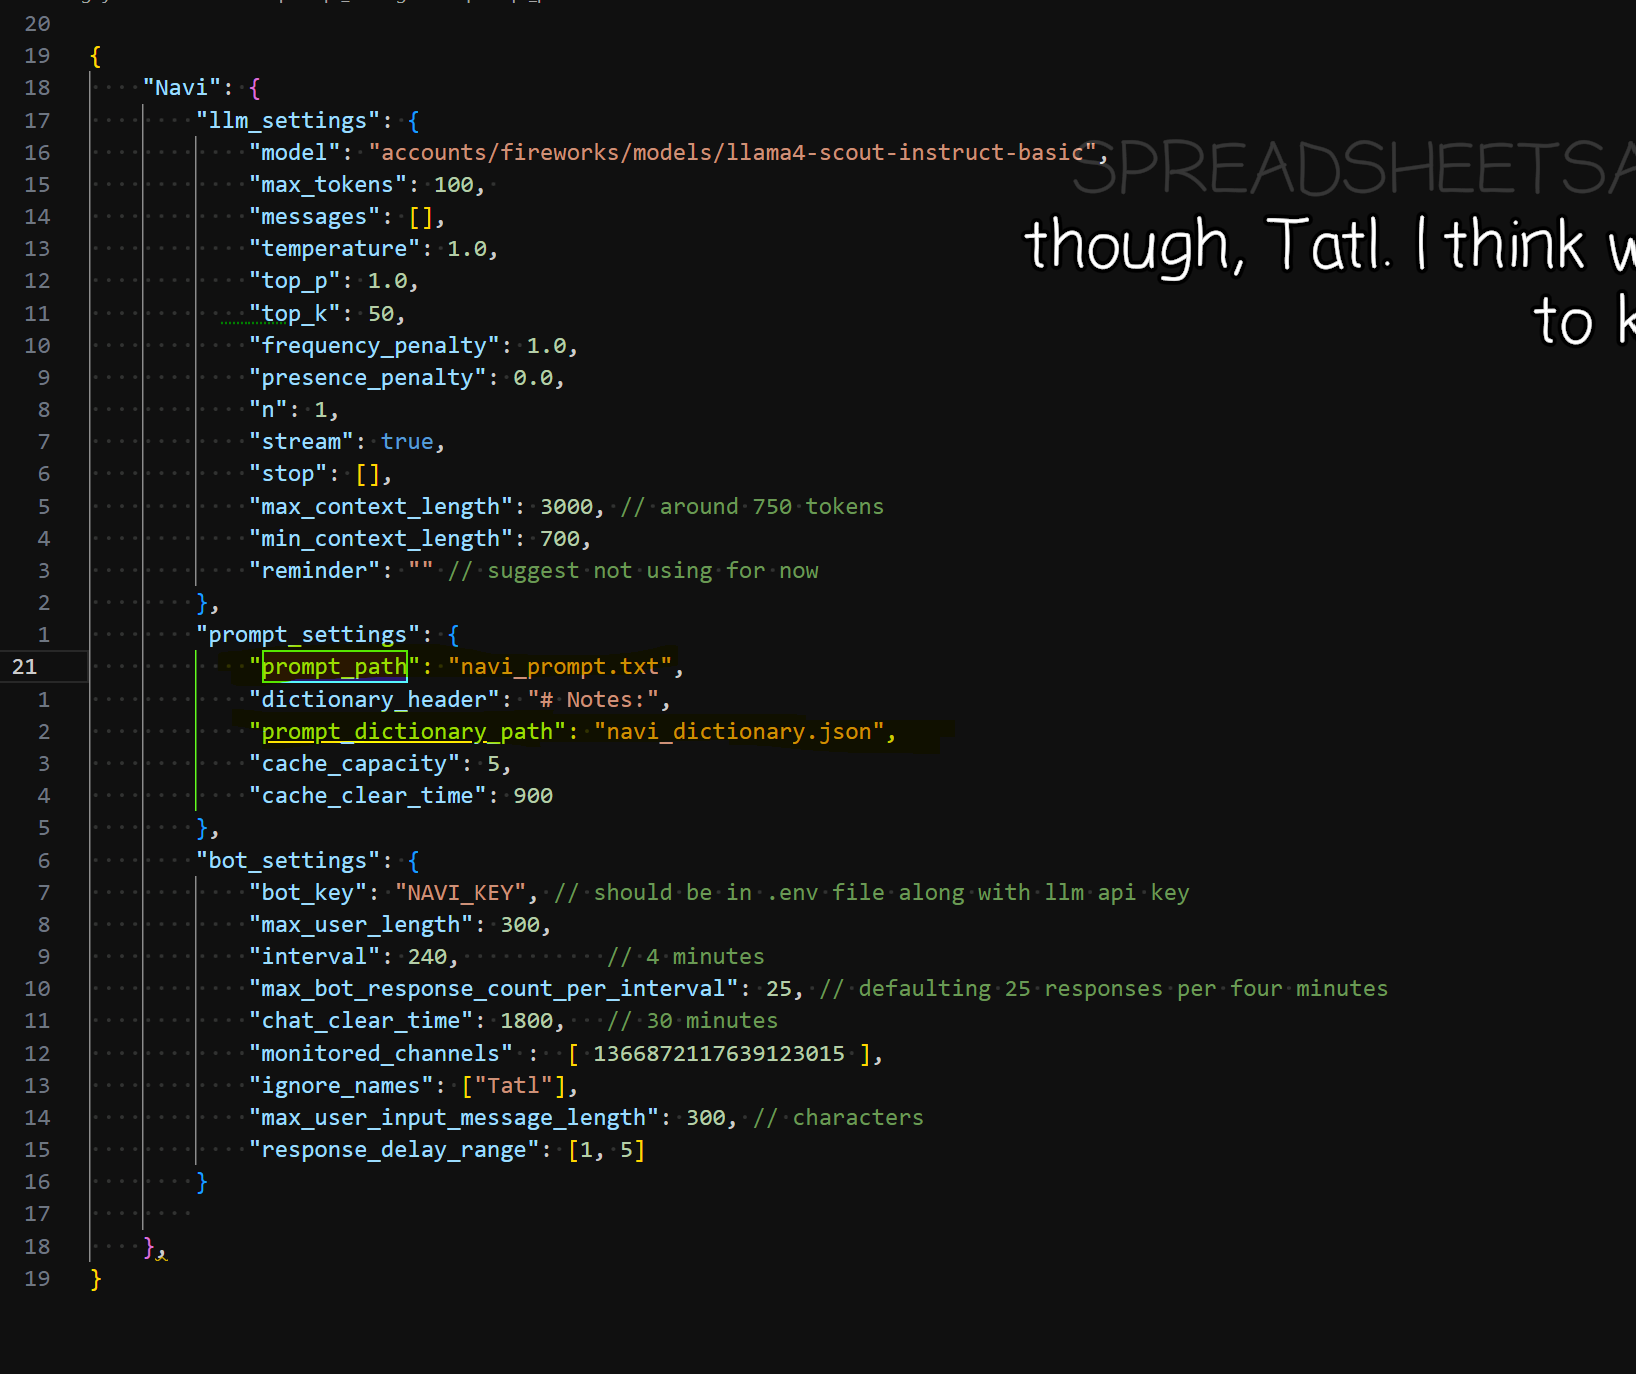 20
19 {
18 "Navi": {
17 "llm_settings": {
16 "model": "accounts/fireworks/models/llama4-scout-instruct-basic",
SPREADSHEETSA
15 "max_tokens": 100,
14 "messages": [],
though, Tatl. I think w
13 "temperature": 1.0,
12 "top_p": 1.0,
11 "top_k": 50,
to k
10 "frequency_penalty": 1.0,
9 "presence_penalty": 0.0,
8 "n": 1,
7 "stream": true,
6 "stop": [],
5 "max_context_length": 3000, // around 750 tokens
4 "min_context_length": 700,
3 "reminder": "" // suggest not using for now
2 },
1 "prompt_settings": {
21 "prompt_path": "navi_prompt.txt",
1 "dictionary_header": "# Notes:",
2 "prompt_dictionary_path": "navi_dictionary.json",
3 "cache_capacity": 5,
4 "cache_clear_time": 900
5 },
6 "bot_settings": {
7 "bot_key": "NAVI_KEY", // should be in .env file along with llm api key
8 "max_user_length": 300,
9 "interval": 240, // 4 minutes
10 "max_bot_response_count_per_interval": 25, // defaulting 25 responses per four minutes
11 "chat_clear_time": 1800, // 30 minutes
12 "monitored_channels" : [ 1366872117639123015 ],
13 "ignore_names": ["Tatl"],
14 "max_user_input_message_length": 300, // characters
15 "response_delay_range": [1, 5]
16 }
17
18 },
19 }